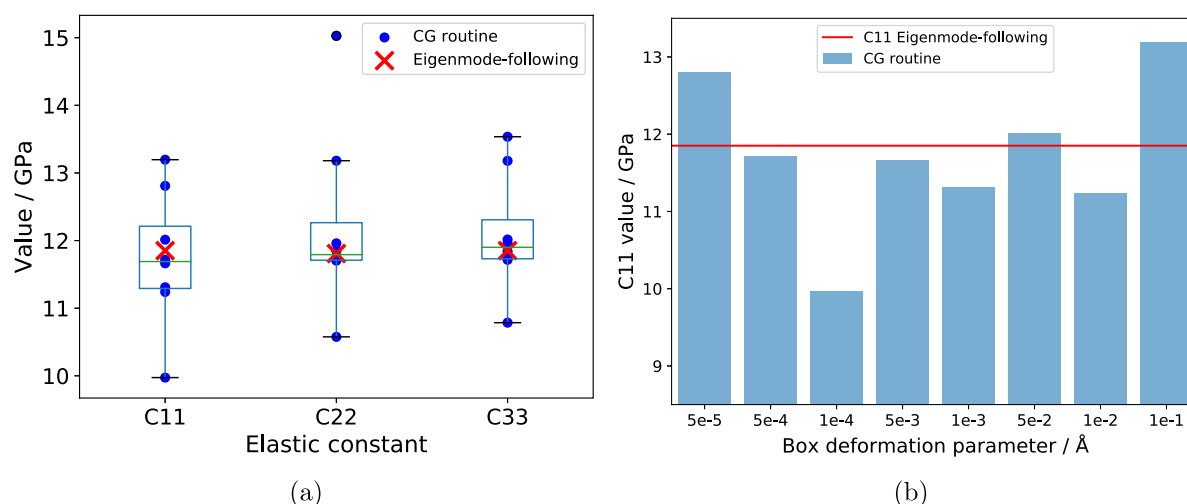 15
14
13
12
11
10
Value / GPa
CG routine
Eigenmode-following
C11
C22
C33
Elastic constant
(a)
13
12
11
10
9
C11 value / GPa
C11 Eigenmode-following
CG routine
5e-5
5e-4
1e-4
5e-3
1e-3
5e-2
1e-2
1e-1
Box deformation parameter / Å
(b)